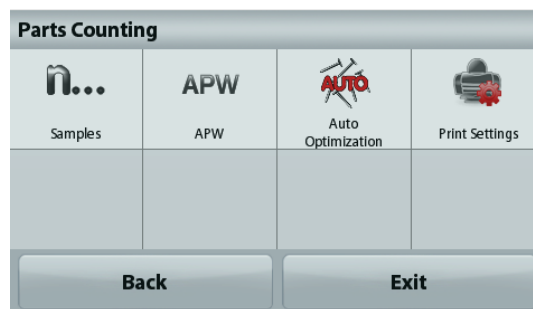 Parts Counting
n...
APW
AUTO
Samples
APW
Auto
Optimization
Print Settings
Back
Exit